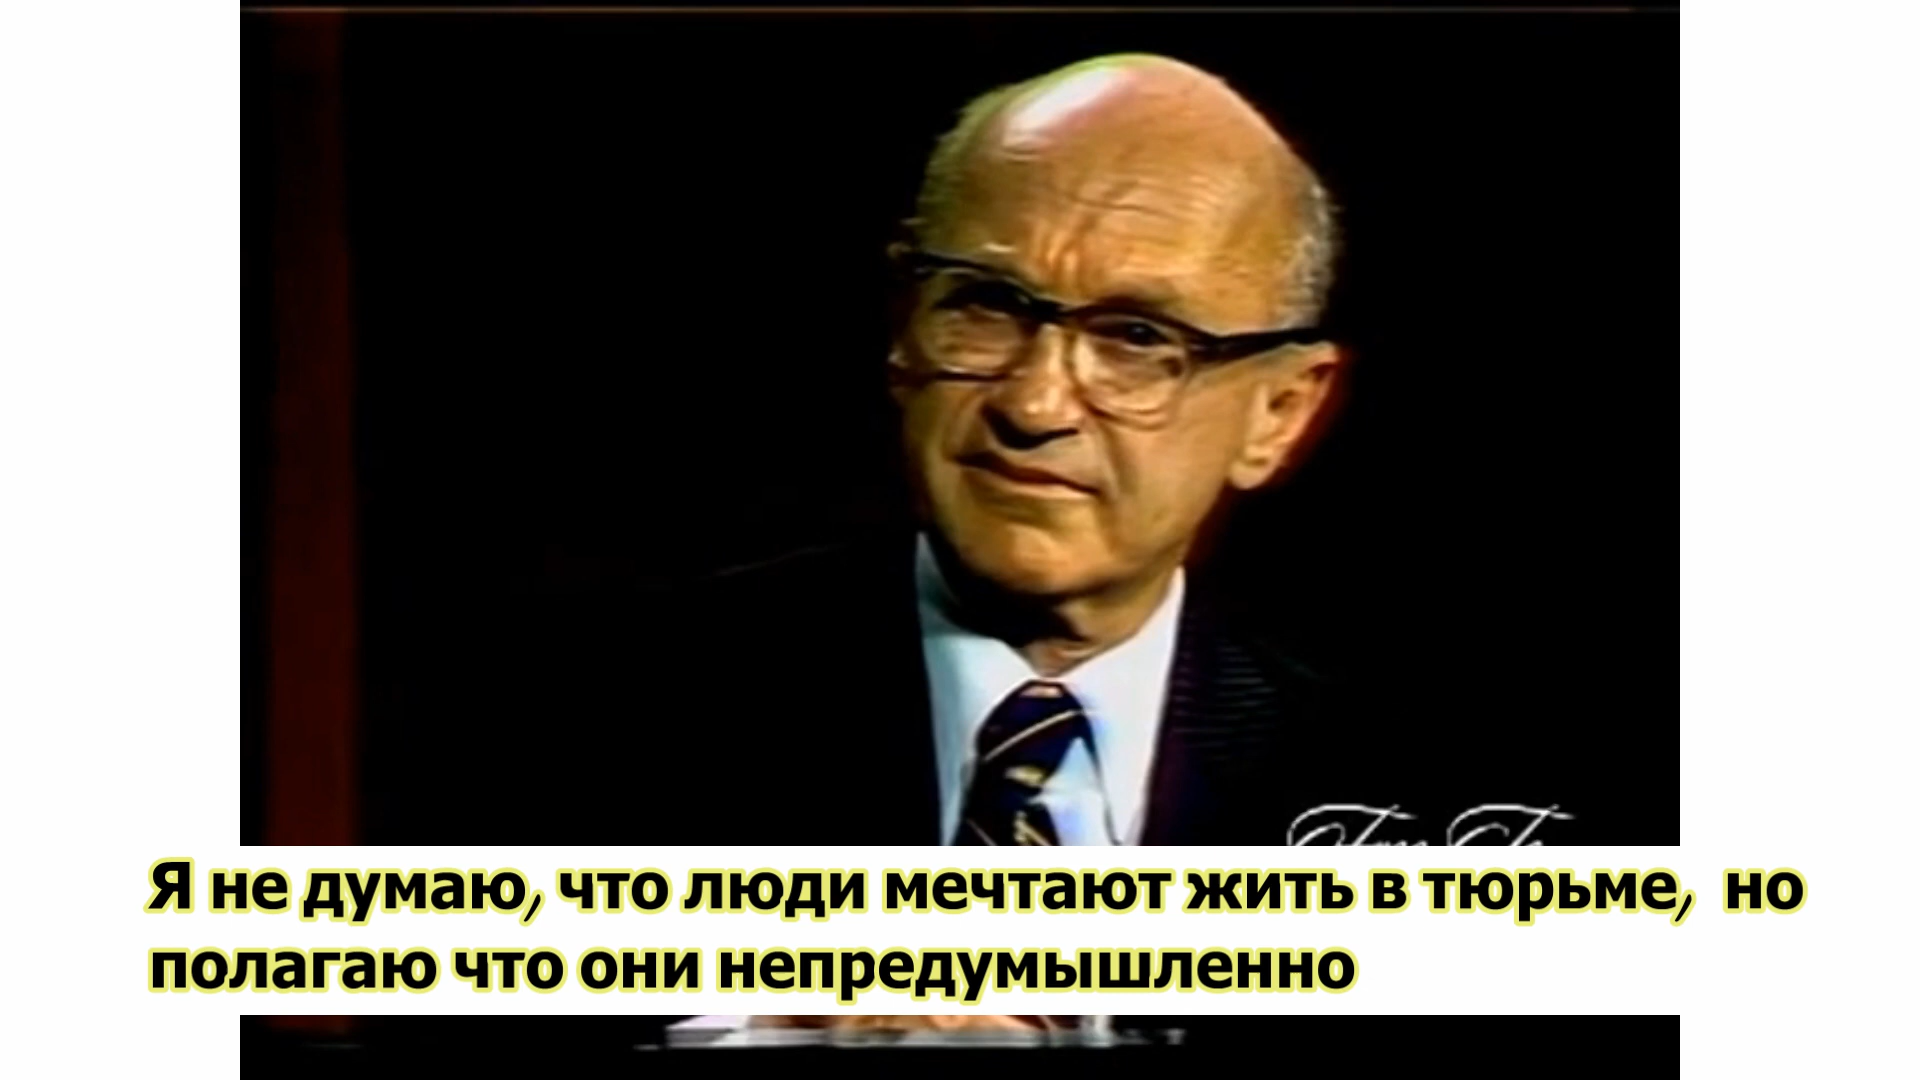 Я не думаю, что люди мечтают жить в тюрьме, но
полагаю что они непредумышленно